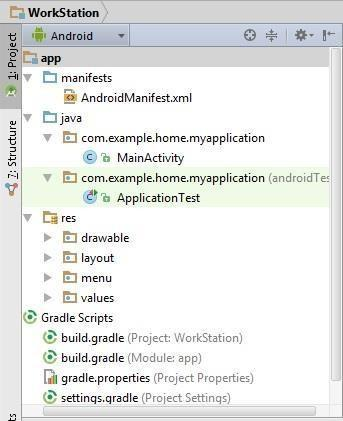 WorkStation
1: Project
Android
app
manifests
AndroidManifest.xml
java
com.example.home.myapplication
MainActivity
com.example.home.myapplication (androidTes
ApplicationTest
7: Structure
res
drawable
layout
menu
values
Gradle Scripts
build.gradle (Project: WorkStation)
build.gradle (Module: app)
gradle.properties (Project Properties)
settings.gradle (Project Settings)